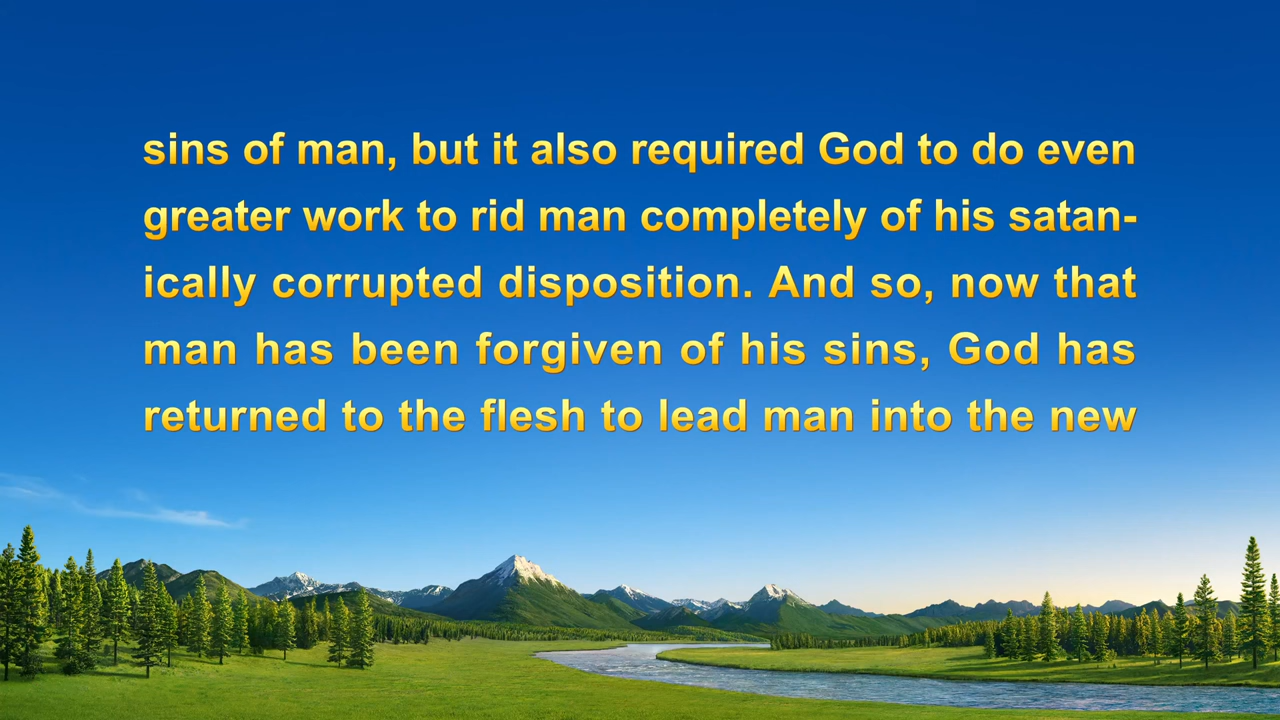 sins of man, but it also required God to do even
greater work to rid man completely of his satan-
ically corrupted disposition. And so, now that
man has been forgiven of his sins, God has
returned to the flesh to lead man into the new